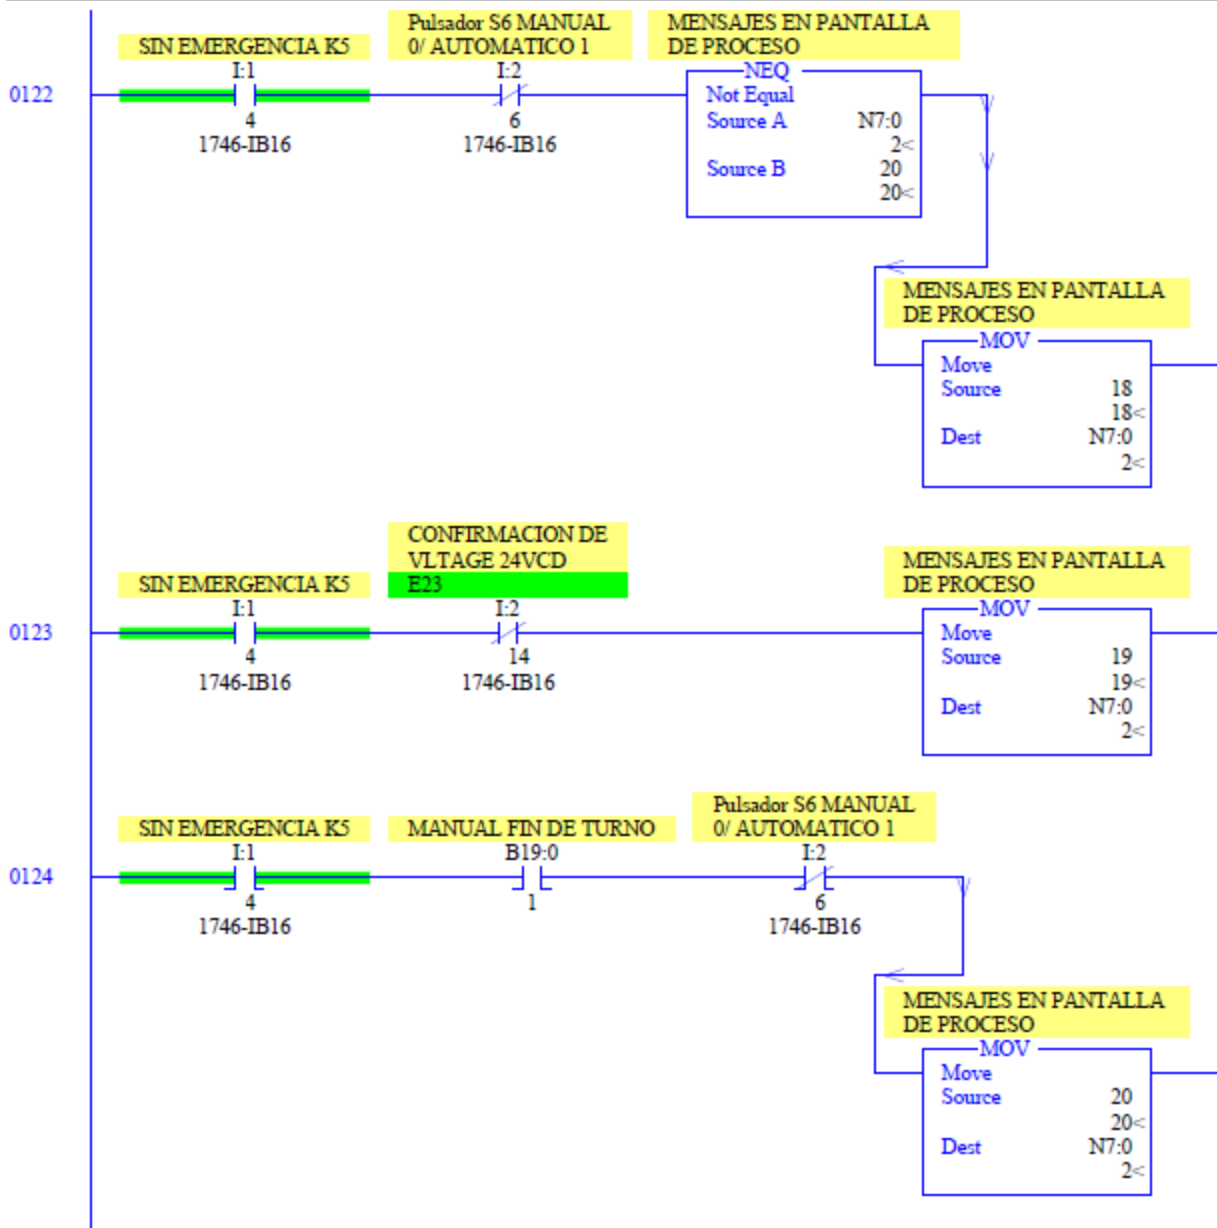 SIN EMERGENCIA K5
Pulsador S6 MANUAL
0/ AUTOMATICO 1
MENSAJES EN PANTALLA
DE PROCESO
0122
I:1
4
1746-IB16
I:2
6
1746-IB16
NEQ
Not Equal
Source A N7:0
2<
Source B 20
20<
MENSAJES EN PANTALLA
DE PROCESO
MOV
Move
Source 18
18<
Dest N7:0
2<
SIN EMERGENCIA K5
CONFIRMACION DE
VLTAGE 24VCD
E23
MENSAJES EN PANTALLA
DE PROCESO
0123
I:1
4
1746-IB16
I:2
14
1746-IB16
MOV
Move
Source 19
19<
Dest N7:0
2<
SIN EMERGENCIA K5
MANUAL FIN DE TURNO
Pulsador S6 MANUAL
0/ AUTOMATICO 1
0124
I:1
4
1746-IB16
B19:0
1
I:2
6
1746-IB16
MENSAJES EN PANTALLA
DE PROCESO
MOV
Move
Source 20
20<
Dest N7:0
2<